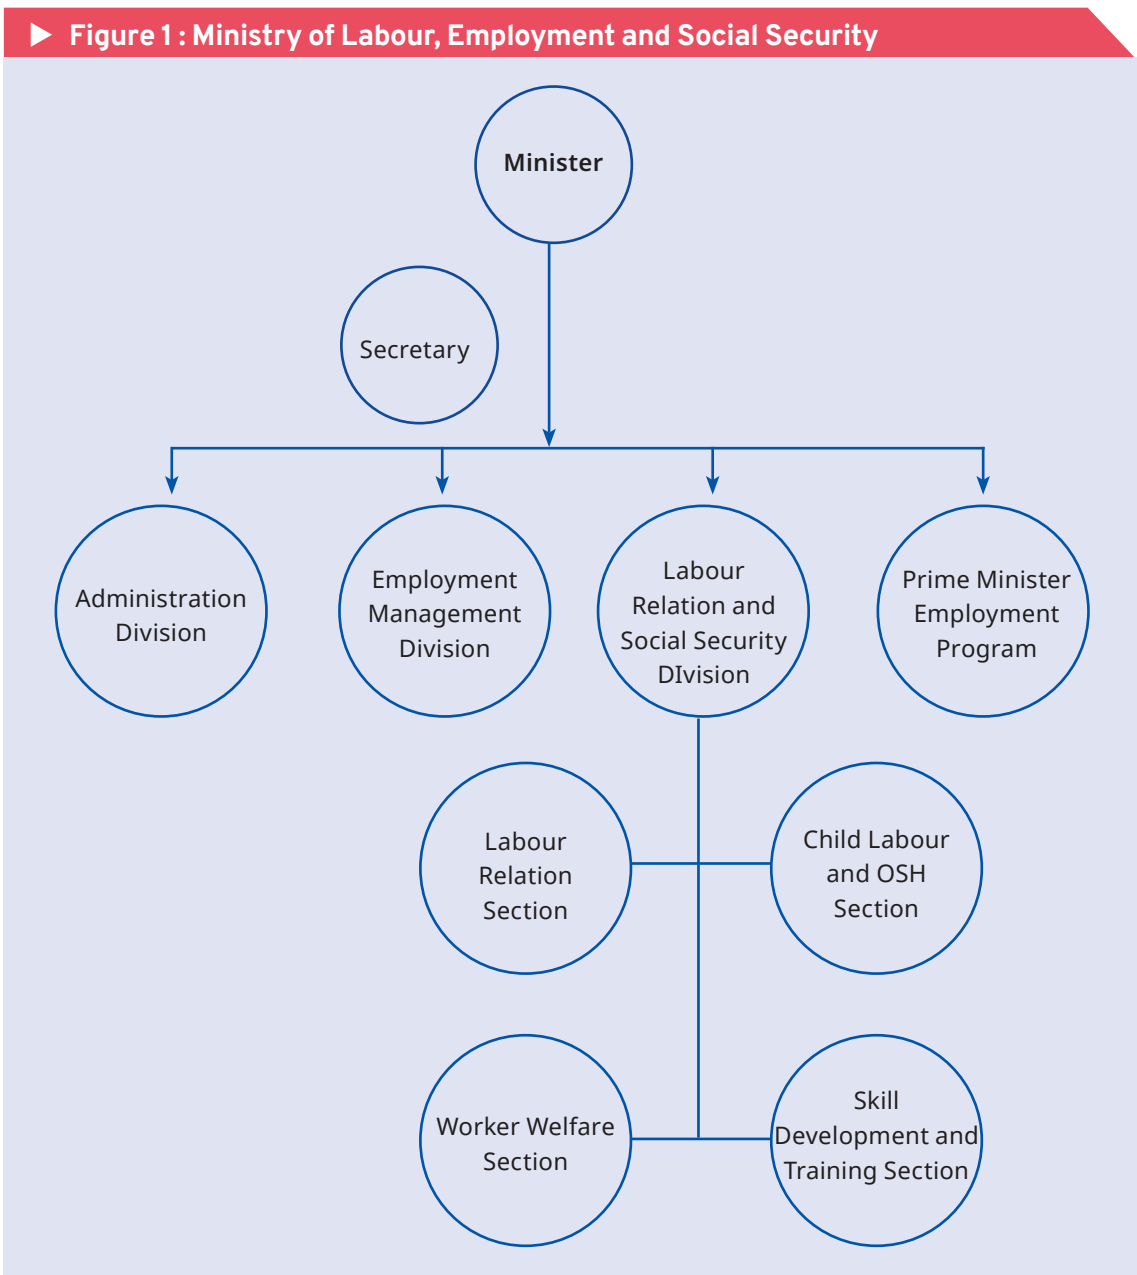 Figure 1 : Ministry of Labour, Employment and Social Security
Minister
Secretary
Administration
Division
Employment
Management
Division
Labour
Relation and
Social Security
DIvision
Prime Minister
Employment
Program
Labour
Relation
Section
Child Labour
and OSH
Section
Worker Welfare
Section
Skill
Development and
Training Section